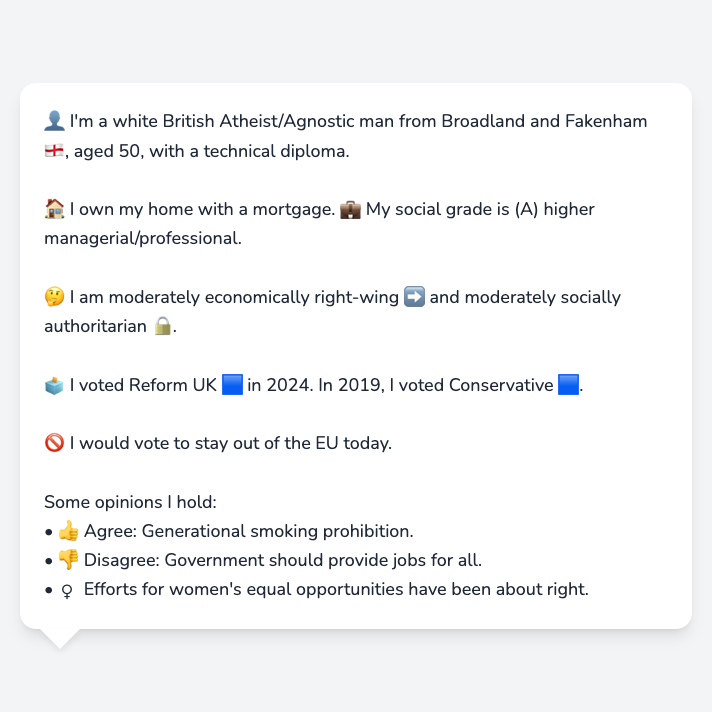 👤 I'm a white British Atheist/Agnostic man from Broadland and Fakenham
🏴󠁧󠁢󠁥󠁮󠁧󠁿, aged 50, with a technical diploma.
🏠 I own my home with a mortgage. 💼 My social grade is (A) higher
managerial/professional.
🤔 I am moderately economically right-wing ➡️ and moderately socially
authoritarian 🔒.
🗳️ I voted Reform UK 🟦 in 2024. In 2019, I voted Conservative 🟦.
🚫 I would vote to stay out of the EU today.
Some opinions I hold:
• 👍 Agree: Generational smoking prohibition.
• 👎 Disagree: Government should provide jobs for all.
• ♀ Efforts for women's equal opportunities have been about right.